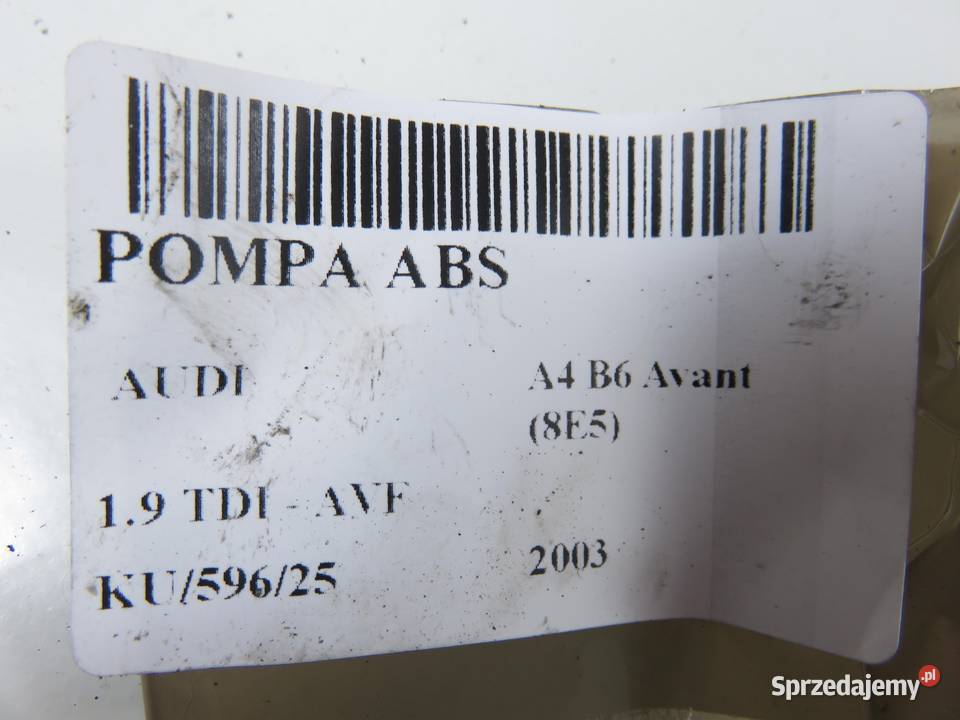 POMPA ABS
AUDI
A4 B6 Avant
(8E5)
1.9 TDI - AVF
2003
KU/596/25
Sprzedajemy.pl